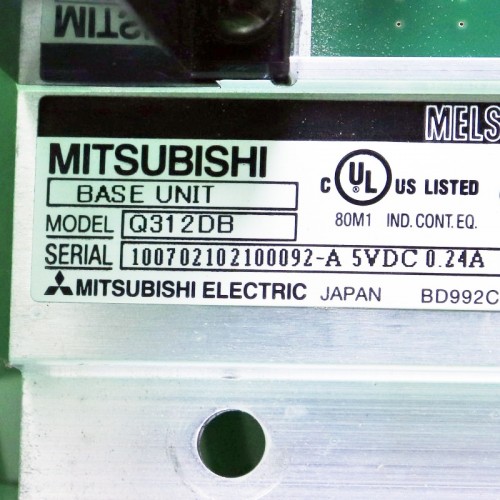 MELS
MITSUBISHI
BASE UNIT
MODEL Q312DB
SERIAL 100702102100092-A 5VDC 0.24A
C UL ® US LISTED
80M1 IND.CONT.EQ.
MITSUBISHI ELECTRIC JAPAN BD992C